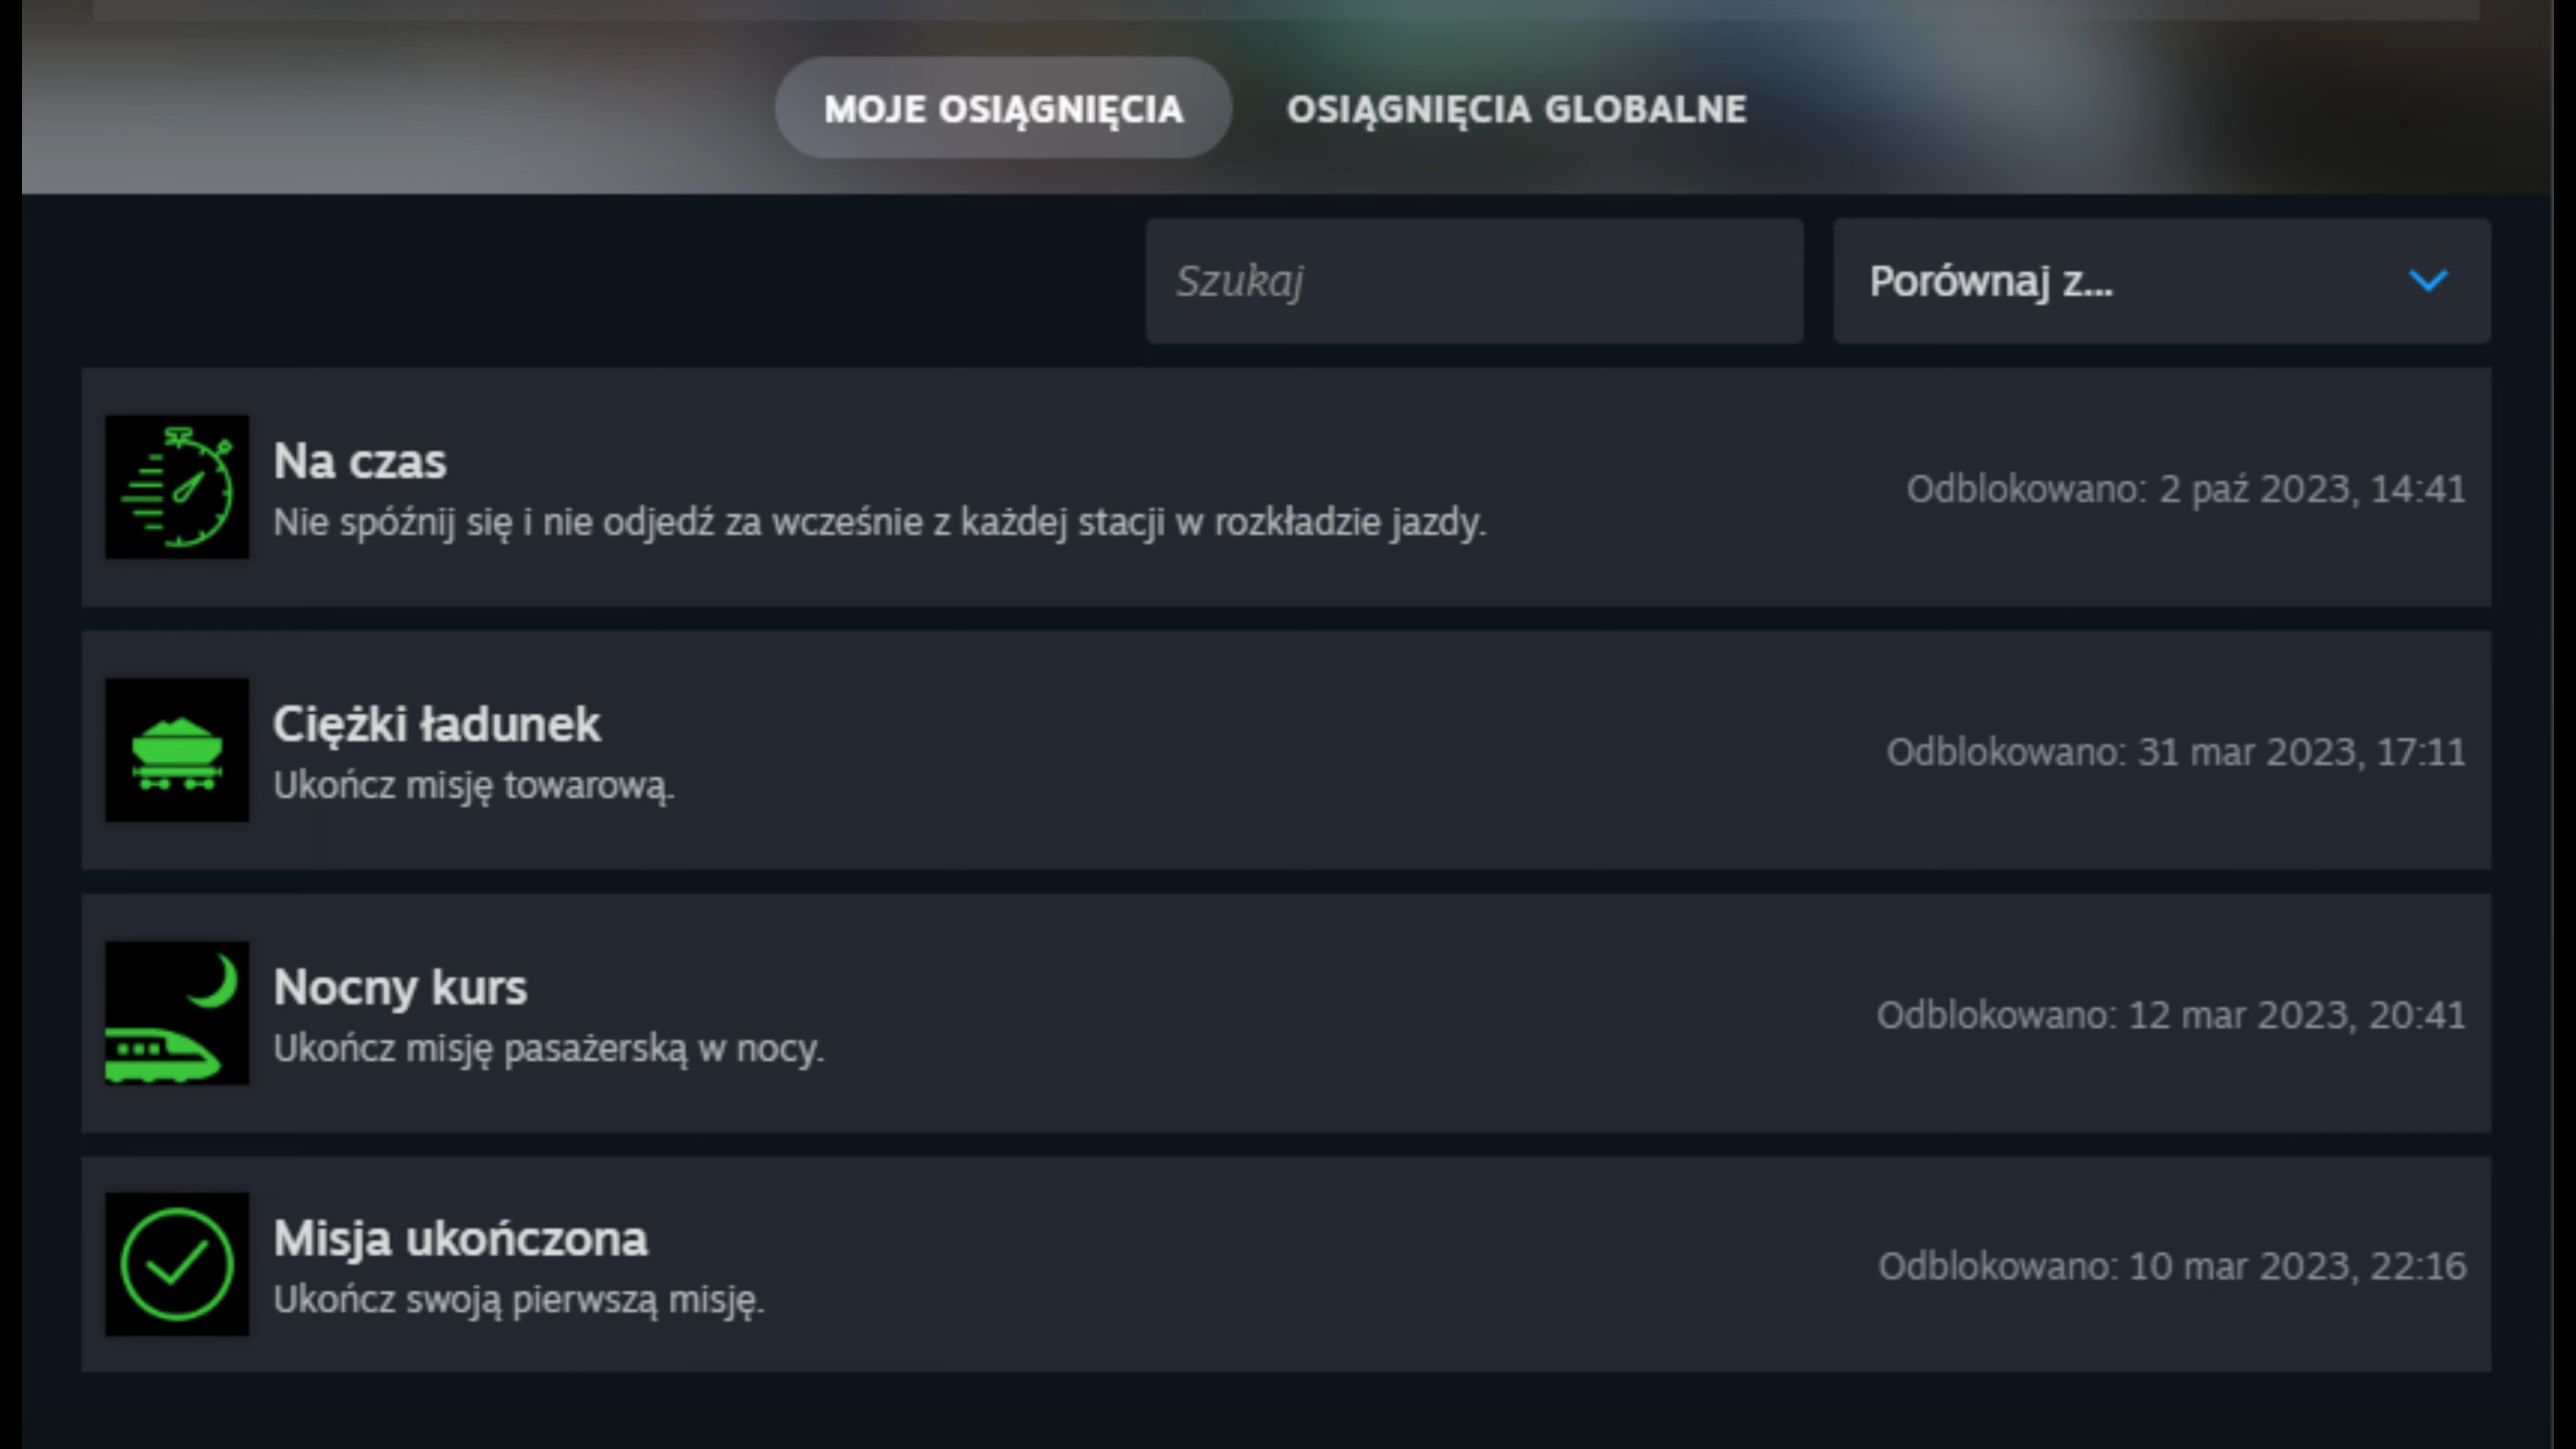 MOJE OSIĄGNIĘCIA
OSIĄGNIĘCIA GLOBALNE
Szukaj
Porównaj z...
Na czas
Nie spóźnij się i nie odjedź za wcześnie z każdej stacji w rozkładzie jazdy.
Odblokowano: 2 paź 2023, 14:41
Ciężki ładunek
Ukończ misję towarową.
Odblokowano: 31 mar 2023, 17:11
Nocny kurs
Ukończ misję pasażerską w nocy.
Odblokowano: 12 mar 2023, 20:41
Misja ukończona
Ukończ swoją pierwszą misję.
Odblokowano: 10 mar 2023, 22:16